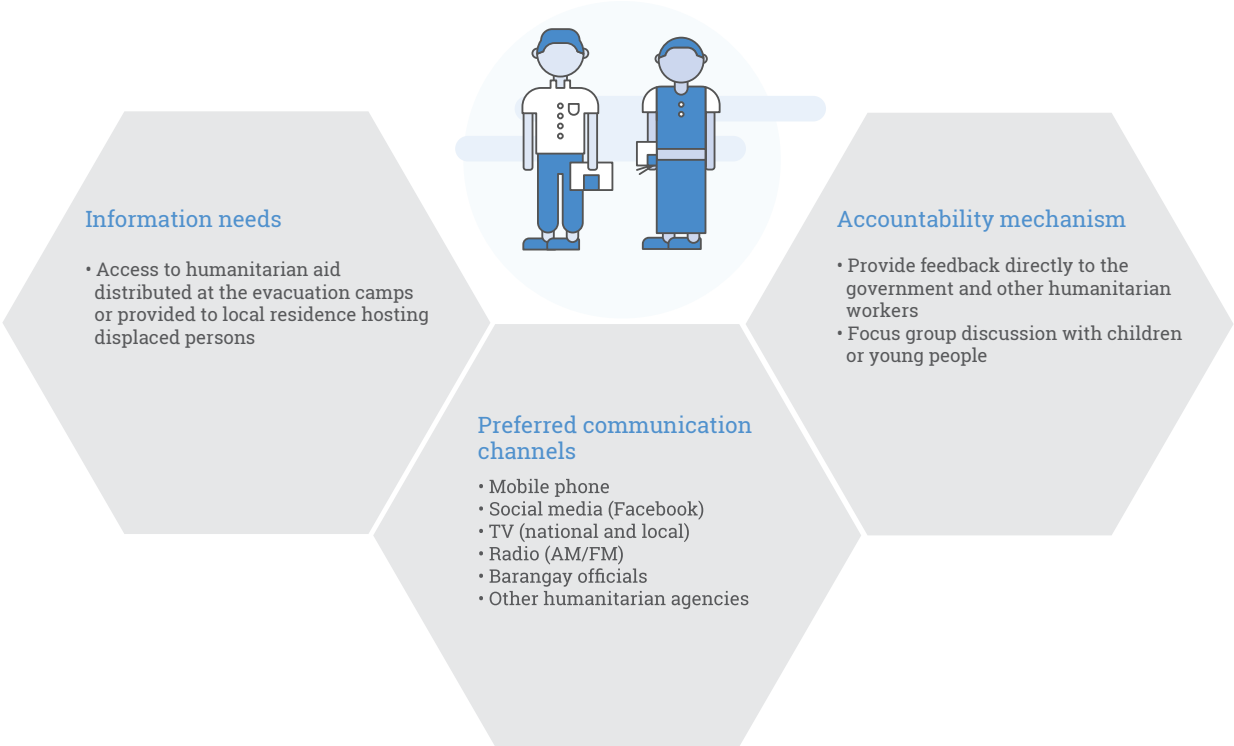 Information needs
• Access to humanitarian aid
distributed at the evacuation camps
or provided to local residence hosting
displaced persons
Preferred communication
channels
• Mobile phone
• Social media (Facebook)
• TV (national and local)
• Radio (AM/FM)
• Barangay officials
• Other humanitarian agencies
Accountability mechanism
• Provide feedback directly to the
government and other humanitarian
workers
• Focus group discussion with children
or young people